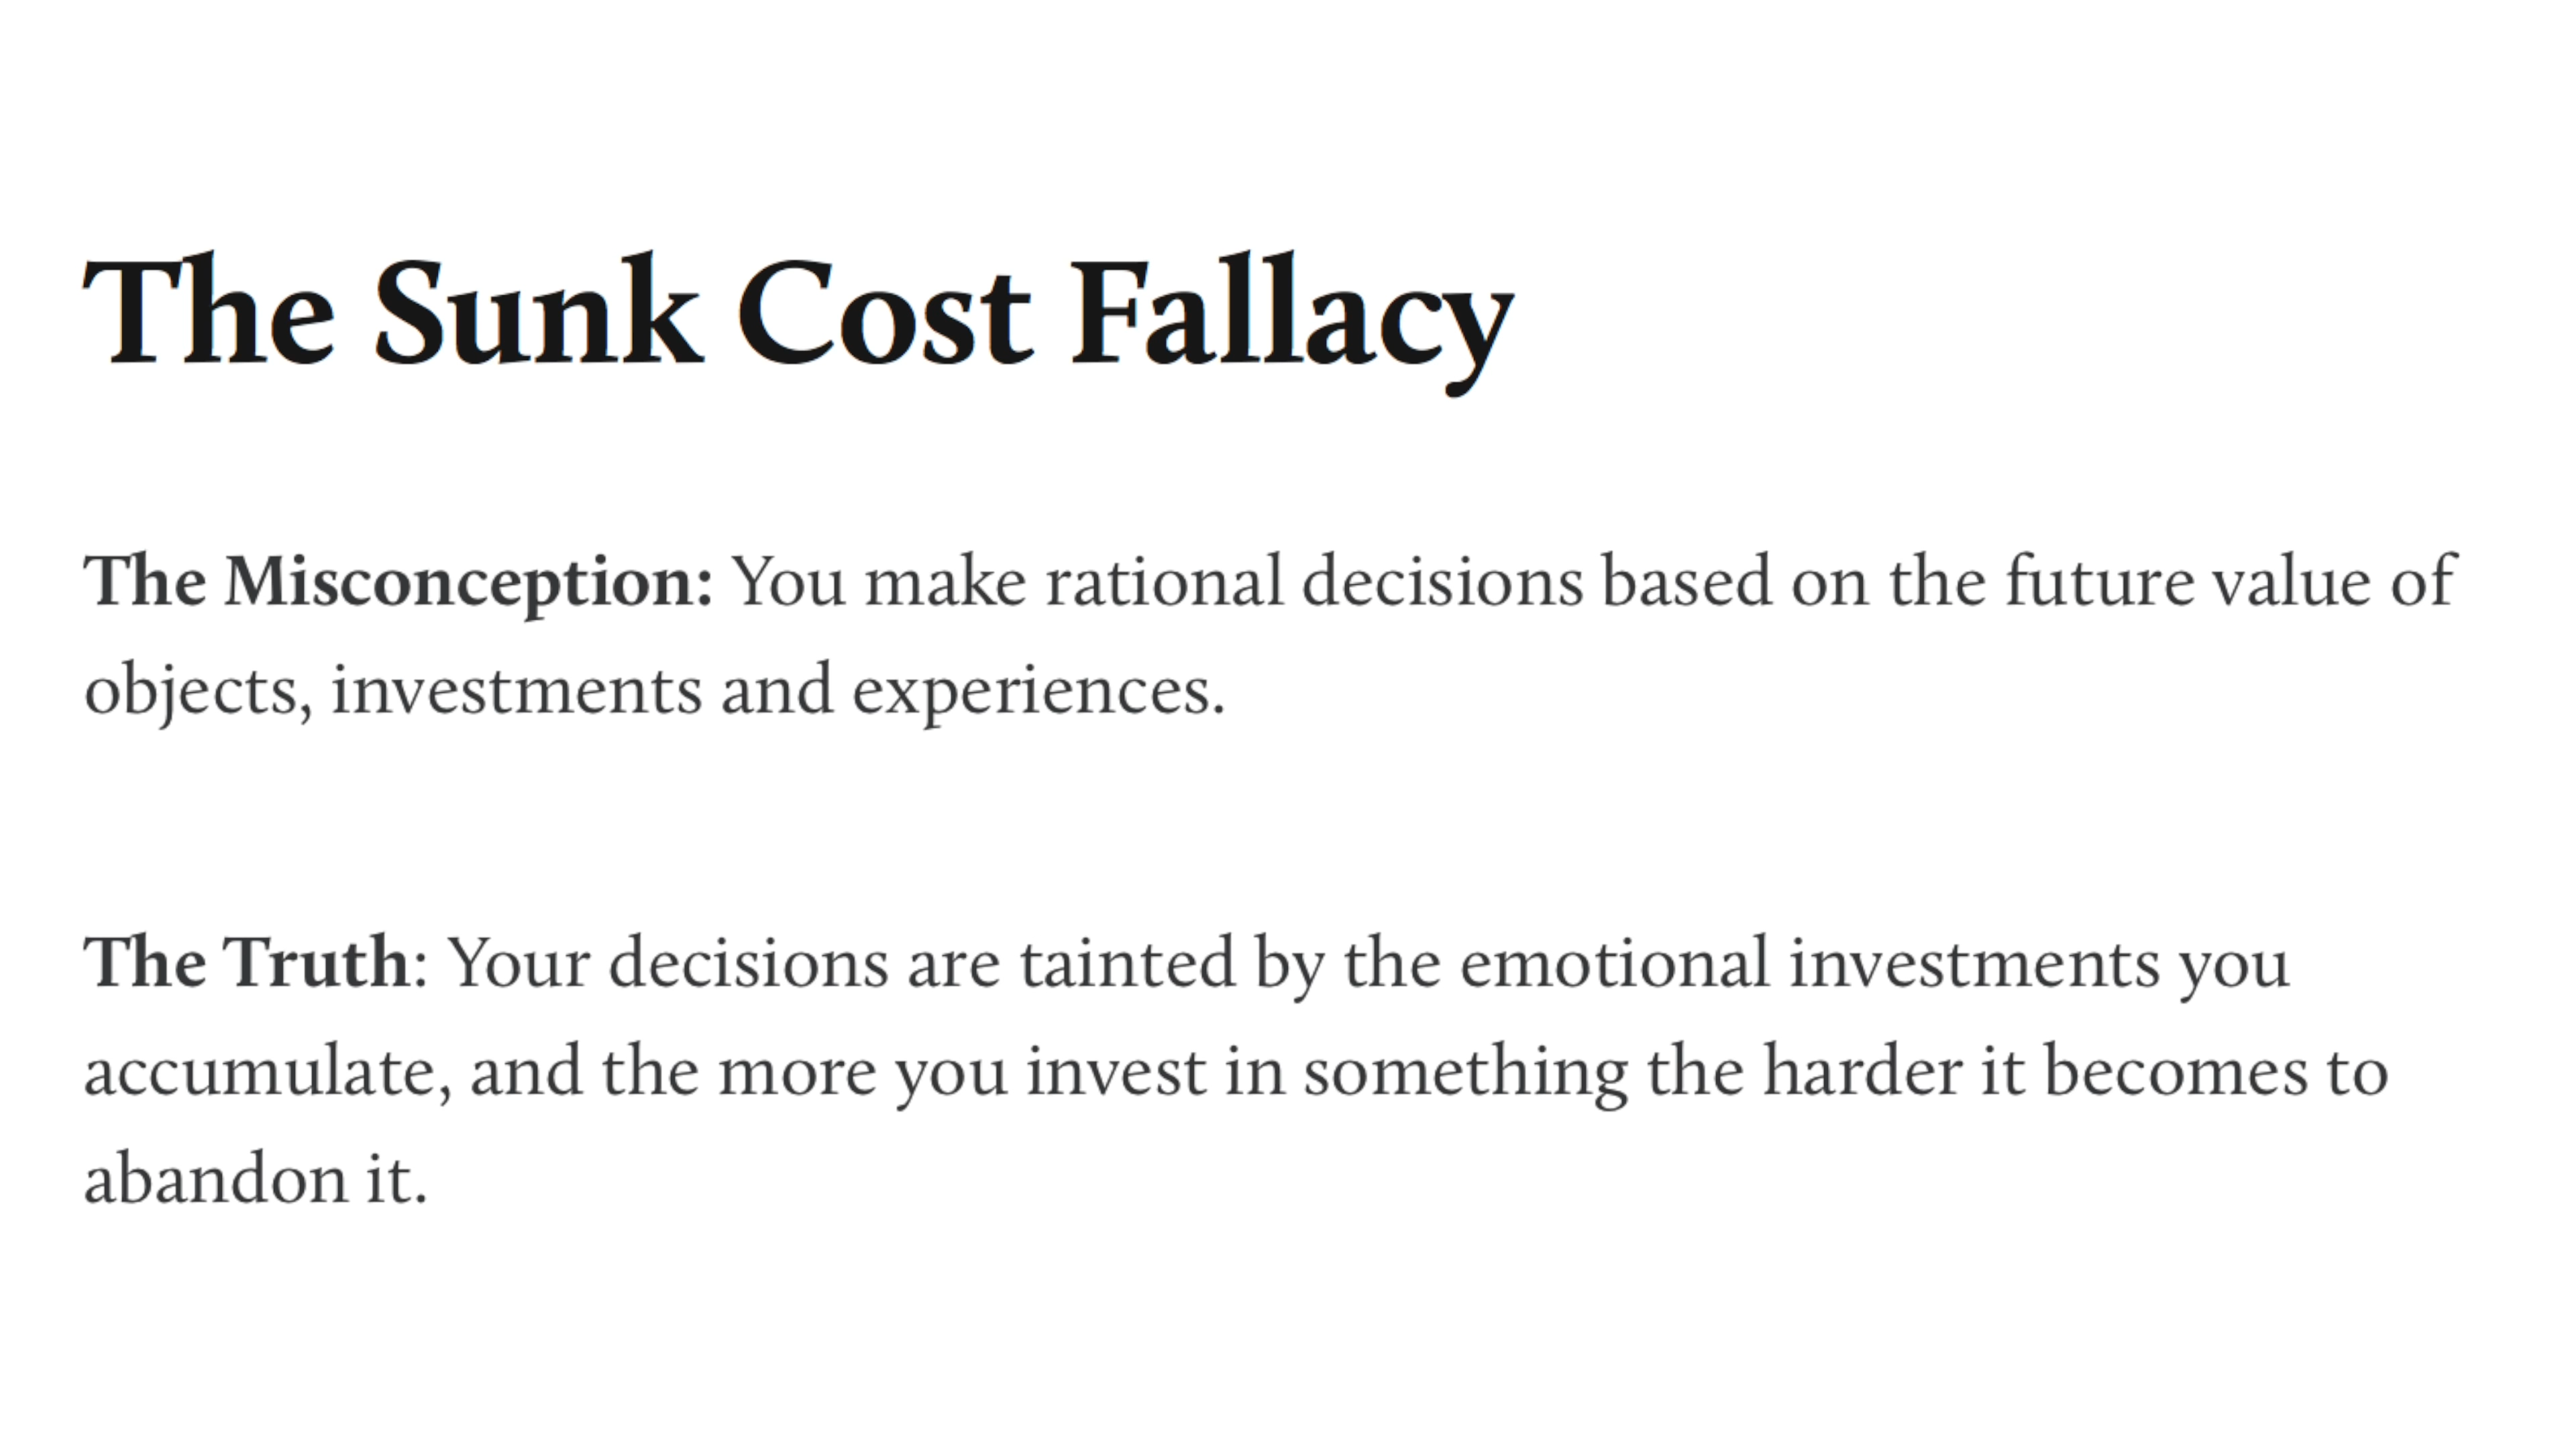 The Sunk Cost Fallacy
The Misconception: You make rational decisions based on the future value of
objects, investments and experiences.
The Truth: Your decisions are tainted by the emotional investments you
accumulate, and the more you invest in something the harder it becomes to
abandon it.